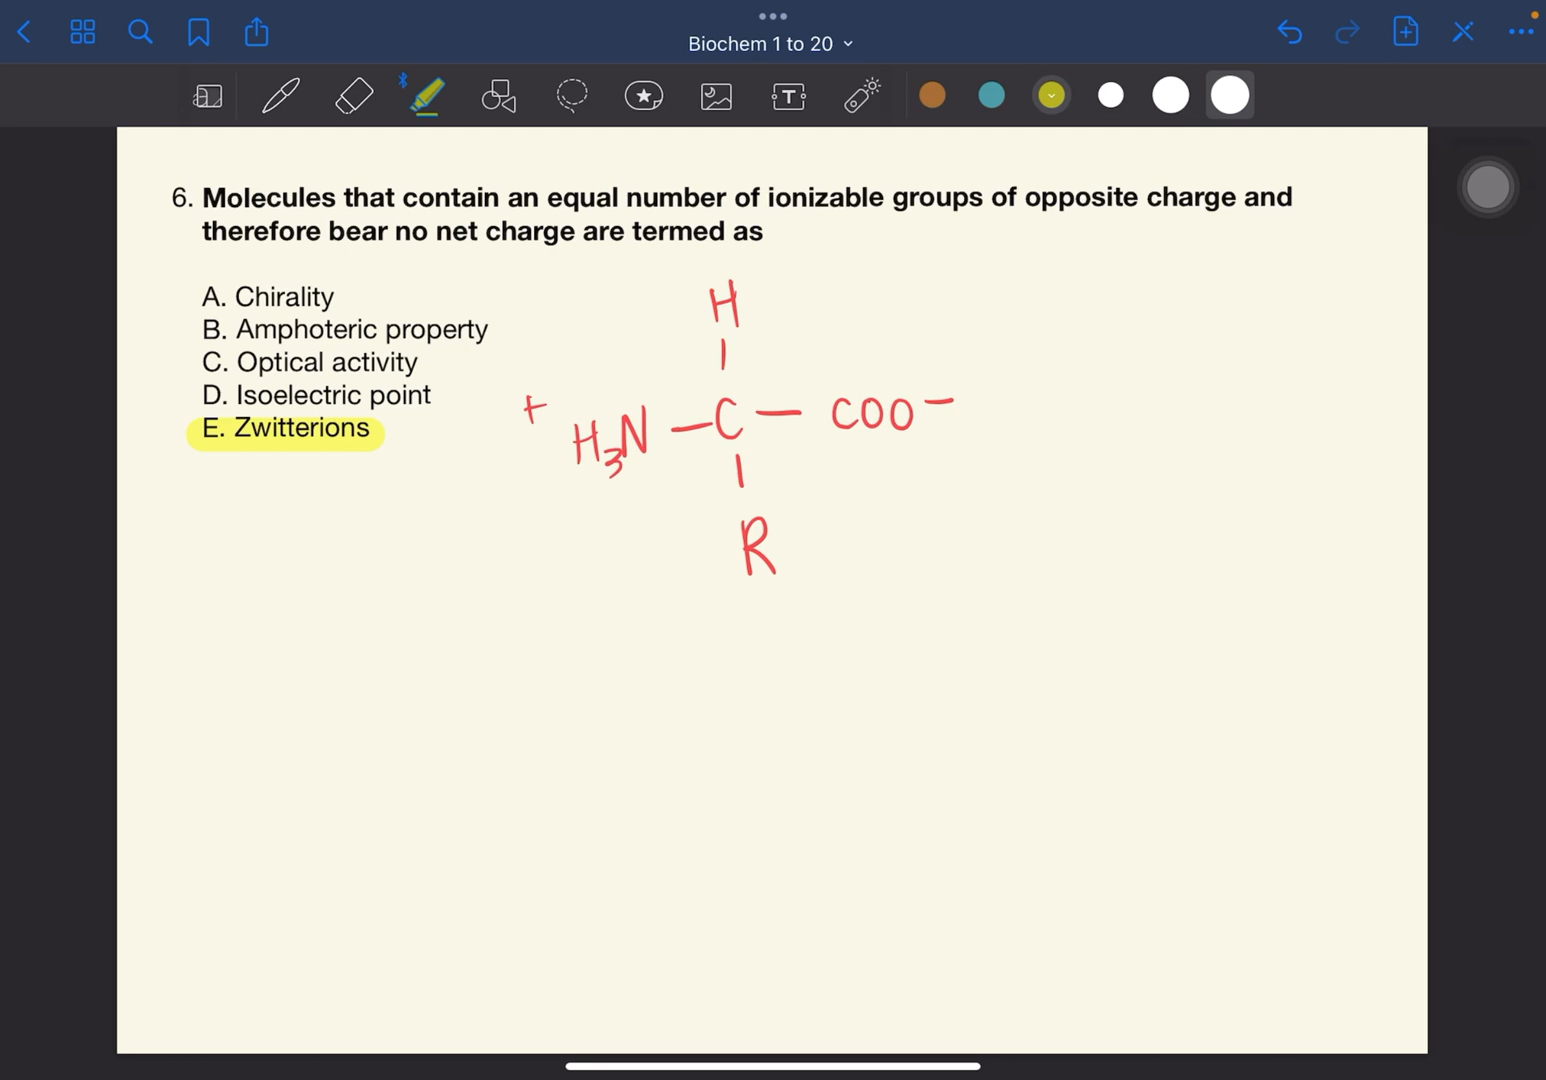 Biochem 1 to 20
T
6. Molecules that contain an equal number of ionizable groups of opposite charge and
therefore bear no net charge are termed as
A. Chirality
B. Amphoteric property
C. Optical activity
D. Isoelectric point
E. Zwitterions
H
+ H3N — C — COO−
R